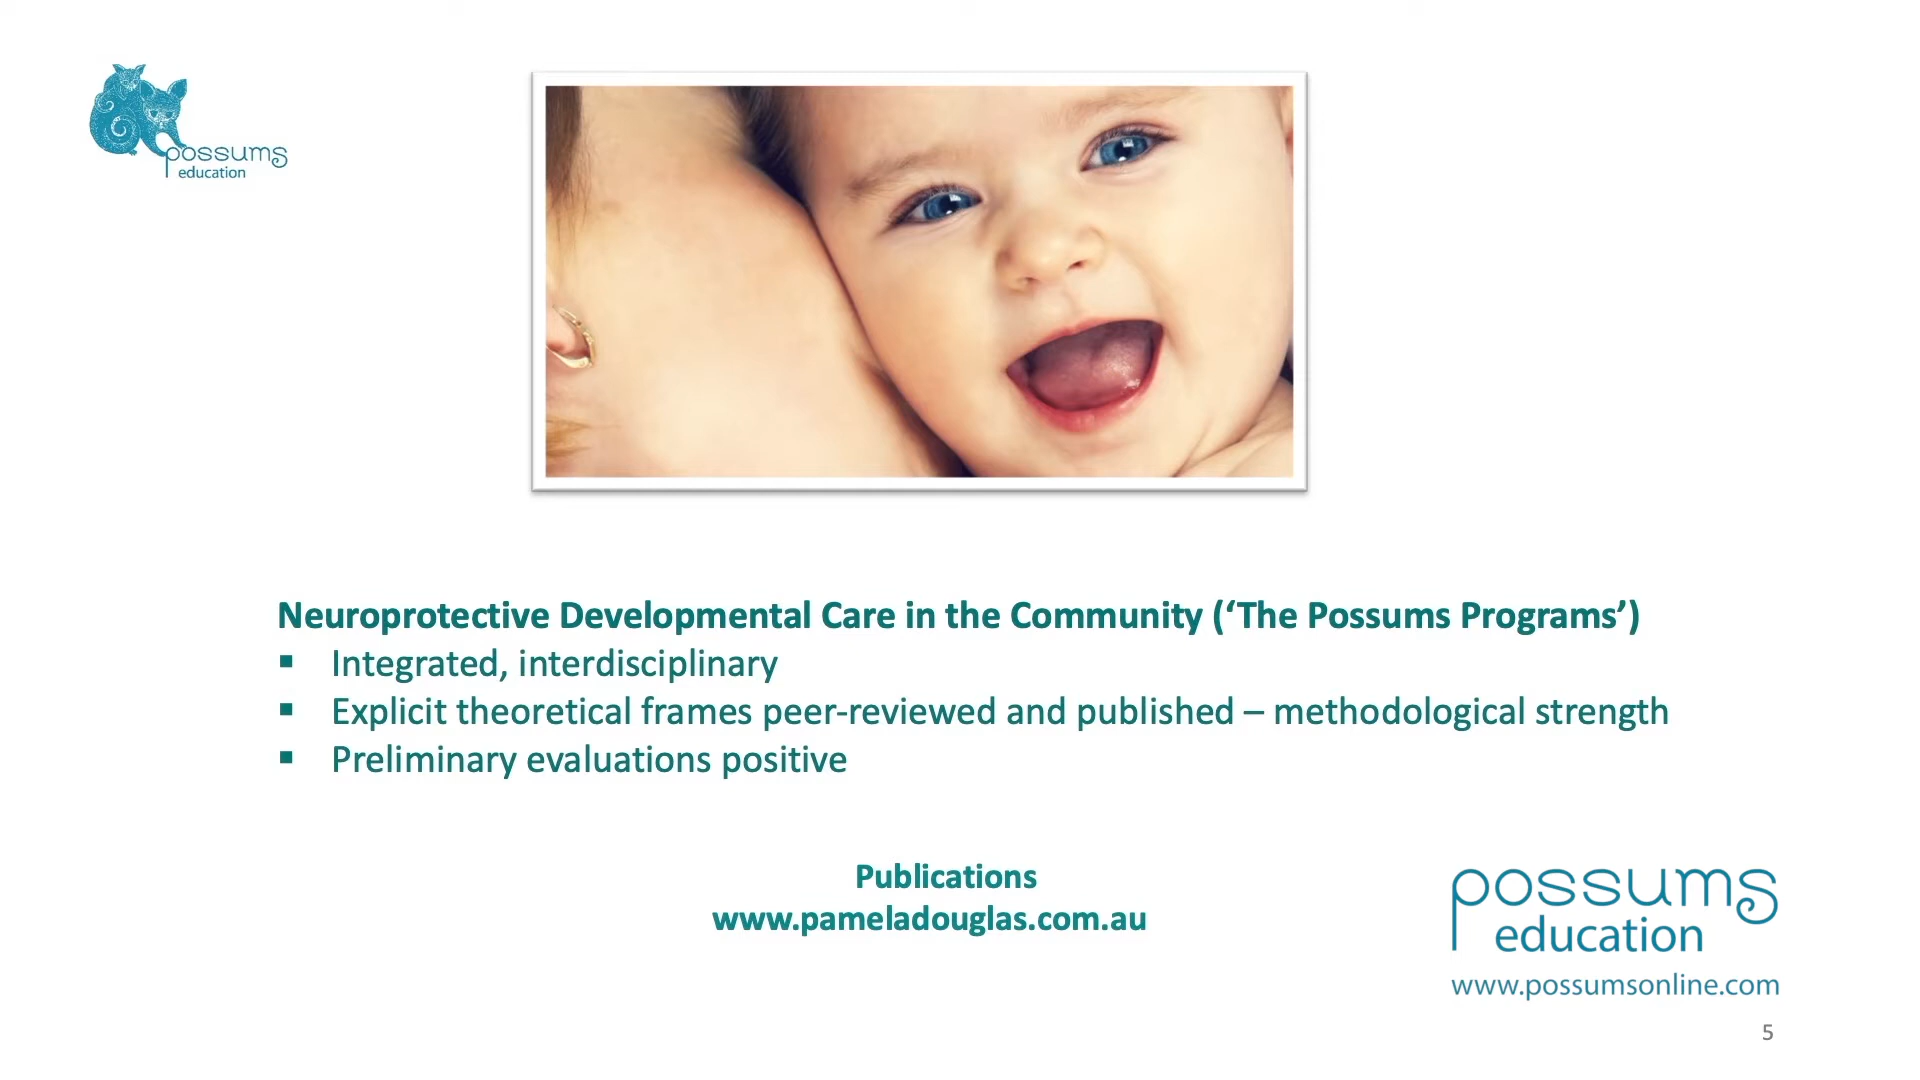 possums
education
Neuroprotective Developmental Care in the Community (‘The Possums Programs’)
▪ Integrated, interdisciplinary
▪ Explicit theoretical frames peer-reviewed and published – methodological strength
▪ Preliminary evaluations positive
Publications
www.pameladouglas.com.au
possums
education
www.possumsonline.com
5